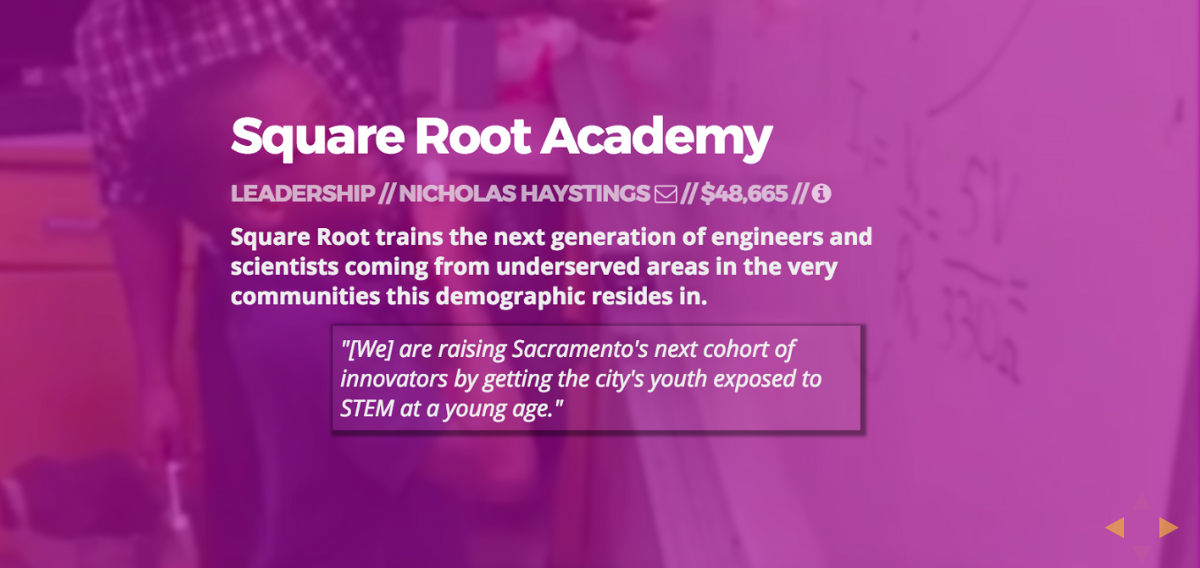 Square Root Academy
LEADERSHIP // NICHOLAS HAYSTINGS // $48,665 //
Square Root trains the next generation of engineers and
scientists coming from underserved areas in the very
communities this demographic resides in.
"[We] are raising Sacramento's next cohort of
innovators by getting the city's youth exposed to
STEM at a young age."